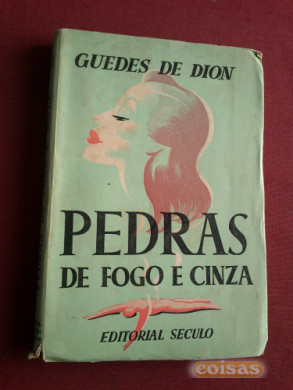 GUEDES DE DION
PEDRAS
DE FOGO E CINZA
EDITORIAL SECULO
coisas